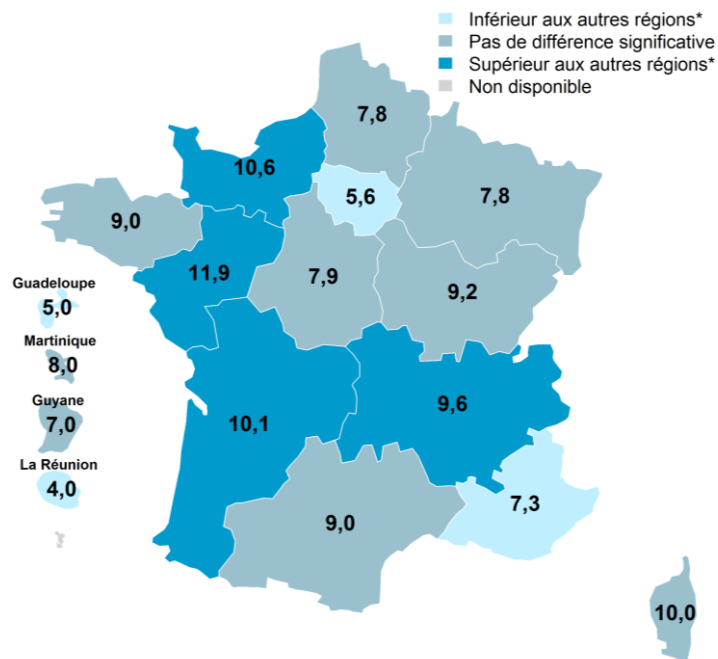 Inférieur aux autres régions*
Pas de différence significative
Supérieur aux autres régions*
Non disponible
7,8
10,6
5,6
7,8
9,0
11,9
7,9
9,2
Guadeloupe
5,0
Martinique
8,0
Guyane
7,0
La Réunion
4,0
10,1
9,6
7,3
9,0
10,0